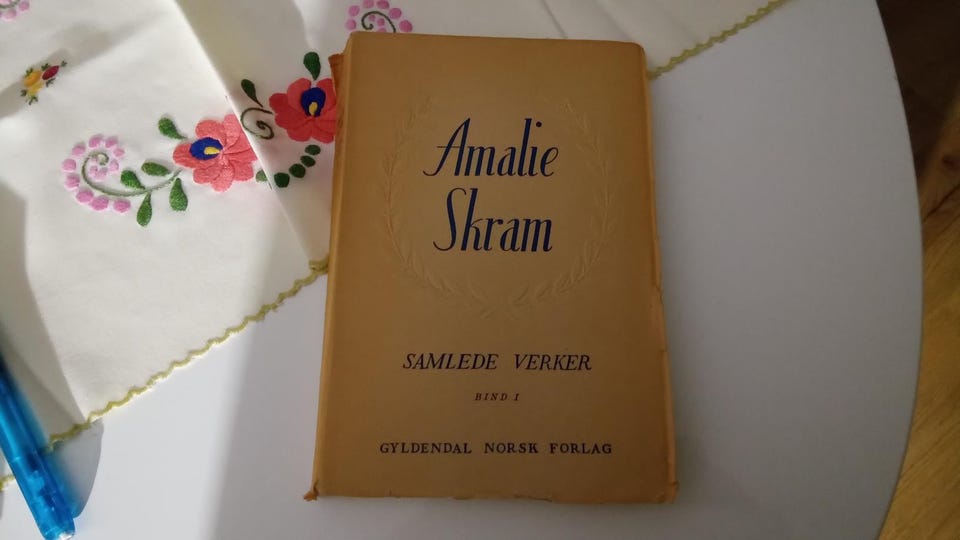 Amalie
Skram
SAMLEDE VERKER
BIND I
GYLDENDAL NORSK FORLAG